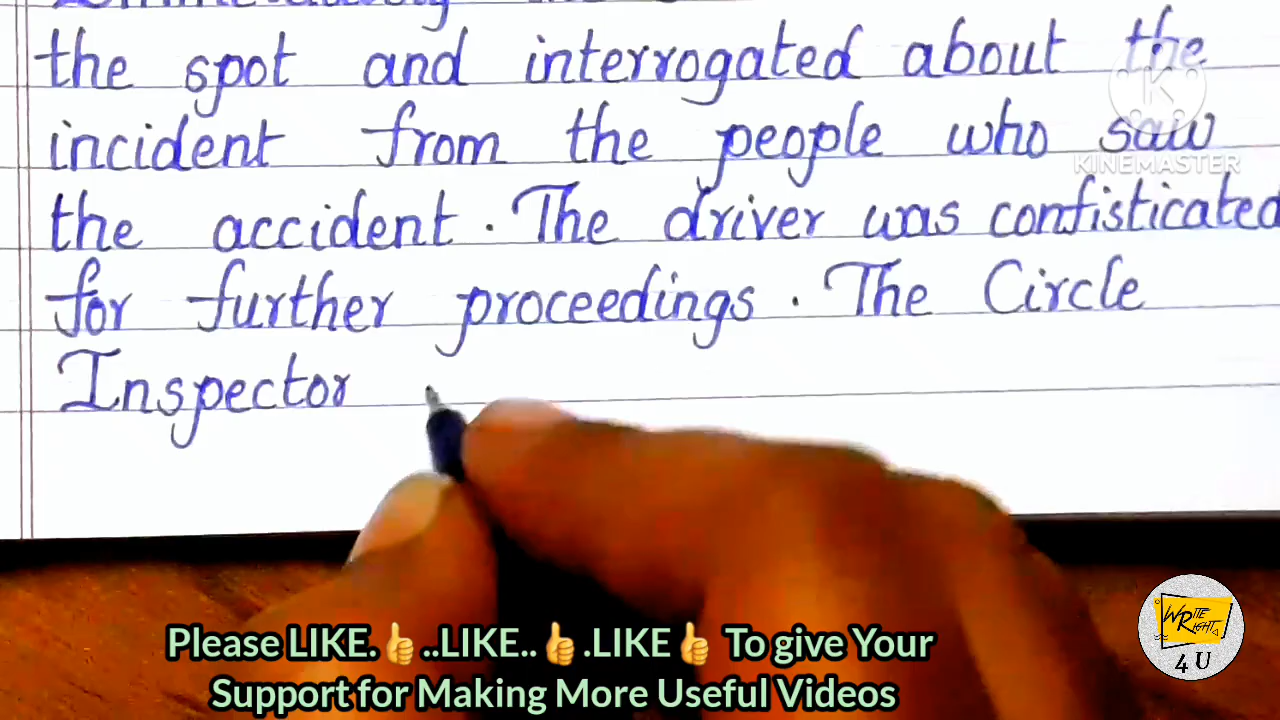 the spot and interrogated about the
incident from the people who saw
the accident. The driver was confisticated
for further proceedings. The Circle
Inspector
KINEMASTER
WRITE
RIGHT
4 U
Please LIKE.👍..LIKE..👍.LIKE👍 To give Your
Support for Making More Useful Videos